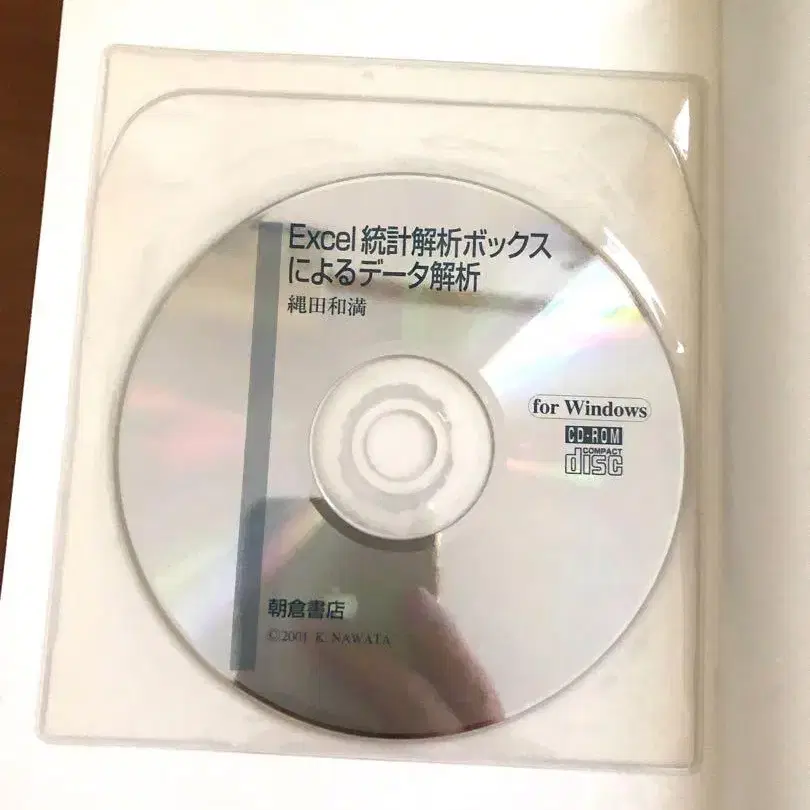 Excel 統計解析ボックス
によるデータ解析
縄田和満
for Windows
CD-ROM
COMPACT
disc
朝倉書店
©2001 K. NAWATA